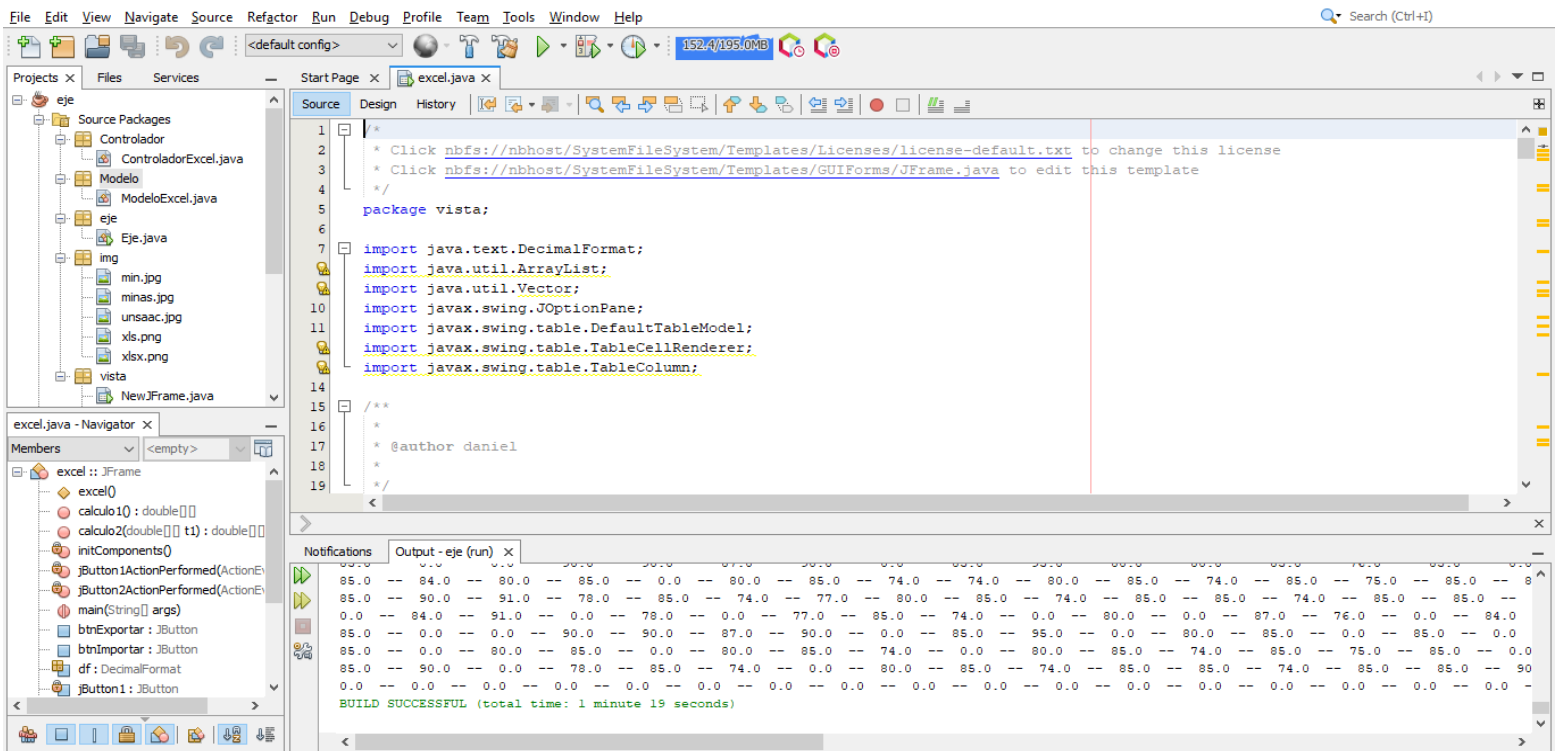 File Edit View Navigate Source Refactor Run Debug Profile Team Tools Window Help
Search (Ctrl+I)
<default config>
152.4/195.0MB
Projects
Files
Services
Start Page
excel.java
Source
Design
History
eje
Source Packages
Controlador
ControladorExcel.java
Modelo
ModeloExcel.java
eje
Eje.java
img
min.jpg
minas.jpg
unsaac.jpg
xls.png
xlsx.png
vista
NewJFrame.java
1 /*
2 * Click nbfs://nbhost/SystemFileSystem/Templates/Licenses/license-default.txt to change this license
3 * Click nbfs://nbhost/SystemFileSystem/Templates/GUIForms/JFrame.java to edit this template
4 */
5 package vista;
6
7 import java.text.DecimalFormat;
import java.util.ArrayList;
import java.util.Vector;
10 import javax.swing.JOptionPane;
11 import javax.swing.table.DefaultTableModel;
import javax.swing.table.TableCellRenderer;
import javax.swing.table.TableColumn;
14
15 /**
16 *
17 * @author daniel
18 *
19 */
excel.java - Navigator
Members
<empty>
excel :: JFrame
excel()
calculo1() : double[][]
calculo2(double[][] t1) : double[][]
initComponents()
jButton1ActionPerformed(ActionEv
jButton2ActionPerformed(ActionEv
main(String[] args)
btnExportar : JButton
btnImportar : JButton
df : DecimalFormat
jButton1 : JButton
Notifications
Output - eje (run)
85.0 -- 84.0 -- 80.0 -- 85.0 -- 0.0 -- 80.0 -- 85.0 -- 74.0 -- 74.0 -- 80.0 -- 85.0 -- 74.0 -- 85.0 -- 75.0 -- 85.0 -- 8
85.0 -- 90.0 -- 91.0 -- 78.0 -- 85.0 -- 74.0 -- 77.0 -- 80.0 -- 85.0 -- 74.0 -- 85.0 -- 85.0 -- 74.0 -- 85.0 -- 85.0 --
0.0 -- 84.0 -- 91.0 -- 0.0 -- 78.0 -- 0.0 -- 77.0 -- 85.0 -- 74.0 -- 0.0 -- 80.0 -- 0.0 -- 87.0 -- 76.0 -- 0.0 -- 84.0
85.0 -- 0.0 -- 0.0 -- 90.0 -- 90.0 -- 87.0 -- 90.0 -- 0.0 -- 85.0 -- 95.0 -- 0.0 -- 80.0 -- 85.0 -- 0.0 -- 85.0 -- 0.0
85.0 -- 0.0 -- 80.0 -- 85.0 -- 0.0 -- 80.0 -- 85.0 -- 74.0 -- 0.0 -- 80.0 -- 85.0 -- 74.0 -- 85.0 -- 75.0 -- 85.0 -- 0.0
85.0 -- 90.0 -- 0.0 -- 78.0 -- 85.0 -- 74.0 -- 0.0 -- 80.0 -- 85.0 -- 74.0 -- 85.0 -- 85.0 -- 74.0 -- 85.0 -- 85.0 -- 90
0.0 -- 0.0 -- 0.0 -- 0.0 -- 0.0 -- 0.0 -- 0.0 -- 0.0 -- 0.0 -- 0.0 -- 0.0 -- 0.0 -- 0.0 -- 0.0 -- 0.0 -- 0.0 -- 0.0 -
BUILD SUCCESSFUL (total time: 1 minute 19 seconds)